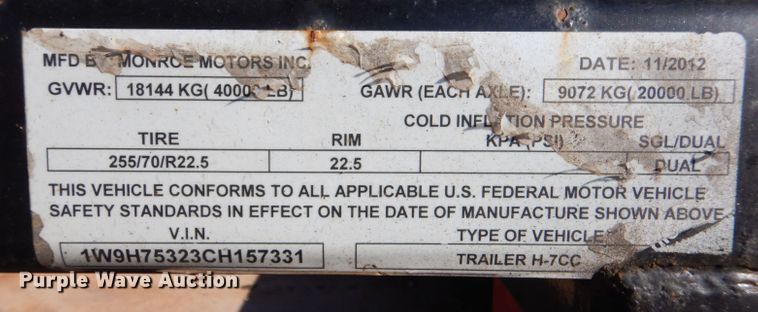 MFD BY MONROE MOTORS INC. DATE: 11/2012
GVWR: 18144 KG( 40000 LB) GAWR (EACH AXLE): 9072 KG( 20000 LB)
COLD INFLATION PRESSURE
TIRE RIM KPA (PSI) SGL/DUAL
255/70/R22.5 22.5 DUAL
THIS VEHICLE CONFORMS TO ALL APPLICABLE U.S. FEDERAL MOTOR VEHICLE
SAFETY STANDARDS IN EFFECT ON THE DATE OF MANUFACTURE SHOWN ABOVE
V.I.N. TYPE OF VEHICLE
1W9H75323CH157331 TRAILER H-7CC
Purple Wave Auction